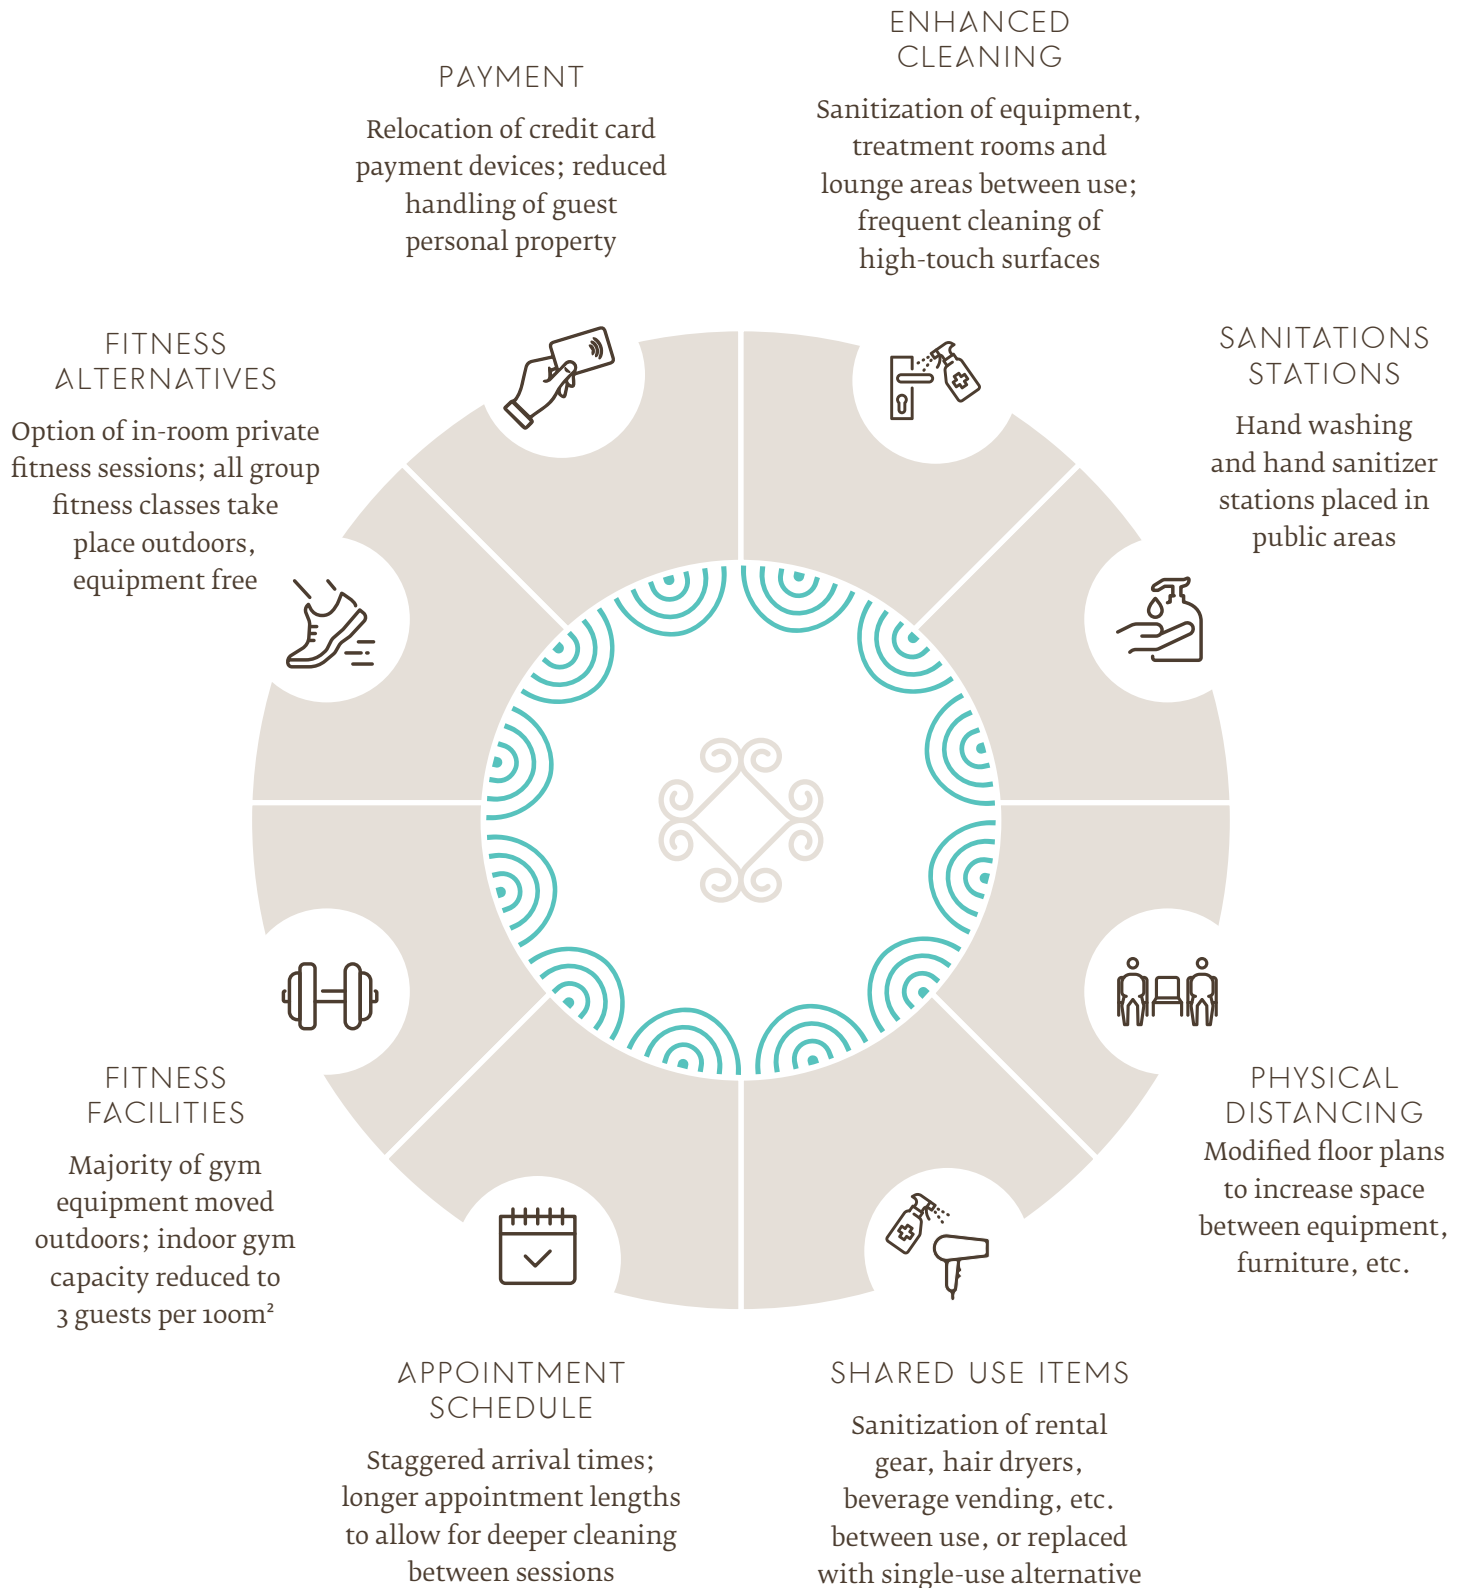 PAYMENT
Relocation of credit card
payment devices; reduced
handling of guest
personal property
ENHANCED
CLEANING
Sanitization of equipment,
treatment rooms and
lounge areas between use;
frequent cleaning of
high-touch surfaces
FITNESS
ALTERNATIVES
Option of in-room private
fitness sessions; all group
fitness classes take
place outdoors,
equipment free
SANITATIONS
STATIONS
Hand washing
and hand sanitizer
stations placed in
public areas
FITNESS
FACILITIES
Majority of gym
equipment moved
outdoors; indoor gym
capacity reduced to
3 guests per 100m²
PHYSICAL
DISTANCING
Modified floor plans
to increase space
between equipment,
furniture, etc.
APPOINTMENT
SCHEDULE
Staggered arrival times;
longer appointment lengths
to allow for deeper cleaning
between sessions
SHARED USE ITEMS
Sanitization of rental
gear, hair dryers,
beverage vending, etc.
between use, or replaced
with single-use alternative